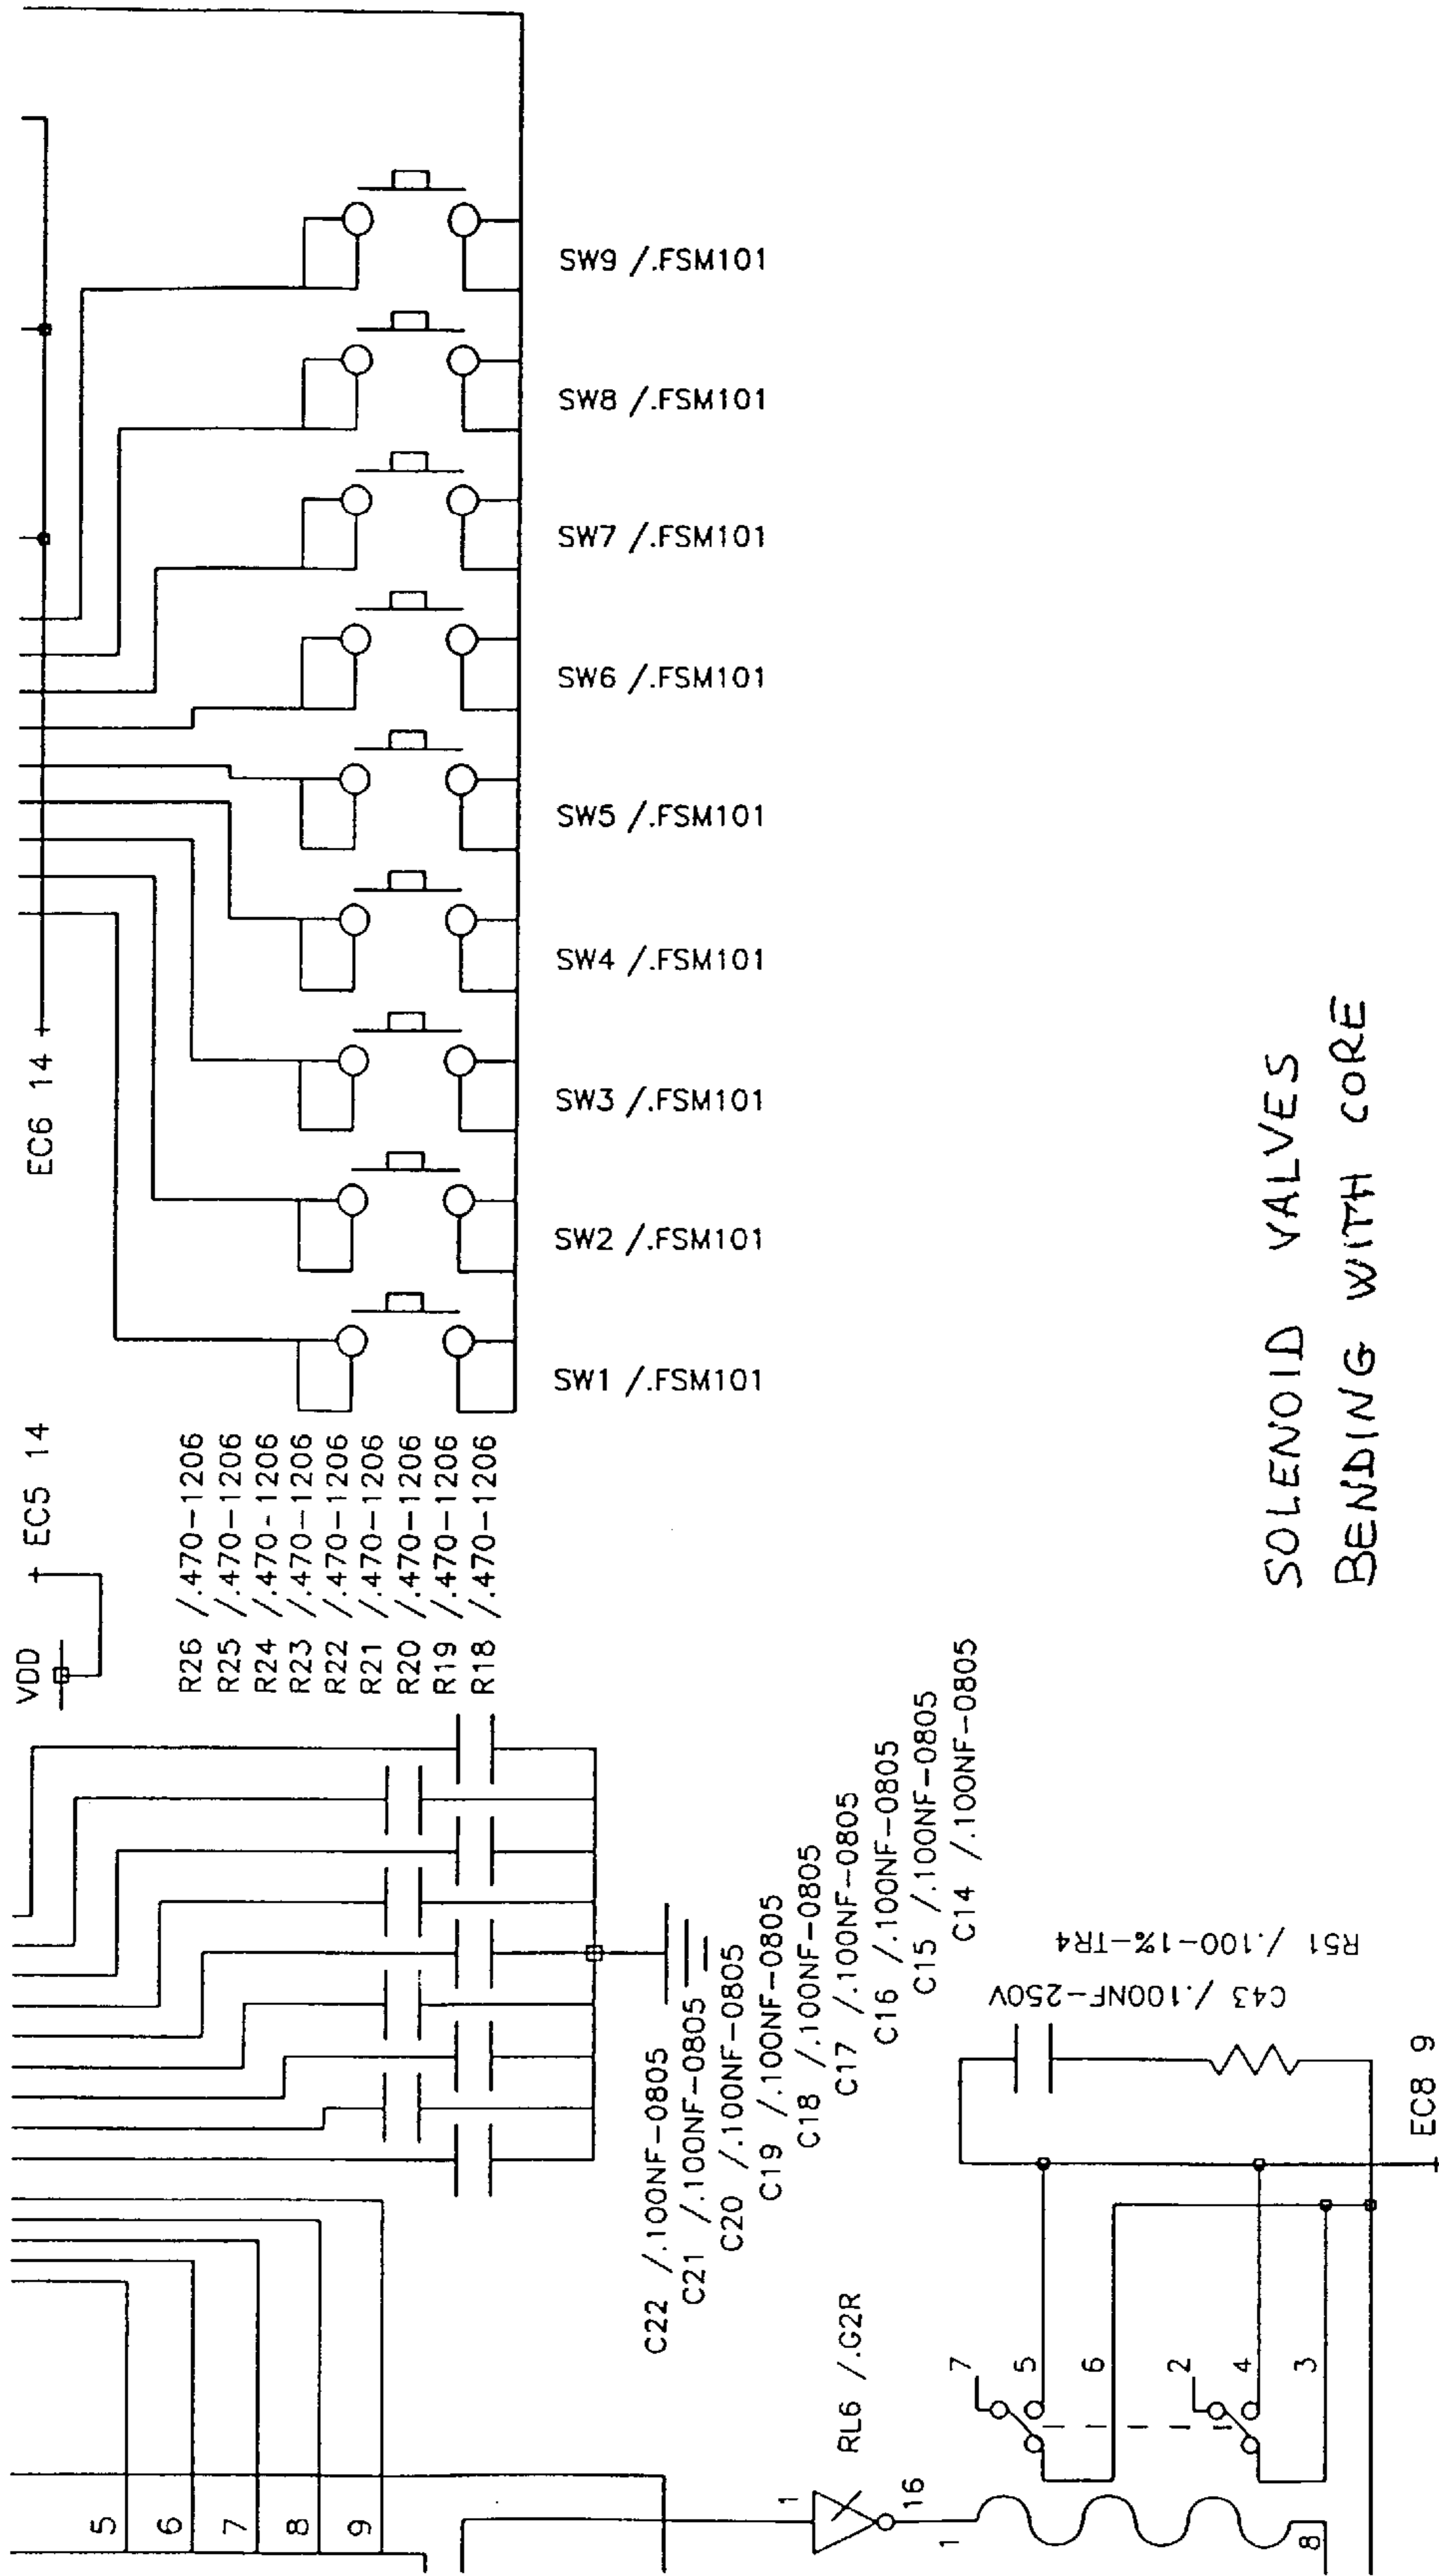 EC6 14
SW9 /.FSM101
SW8 /.FSM101
SW7 /.FSM101
SW6 /.FSM101
SW5 /.FSM101
SW4 /.FSM101
SW3 /.FSM101
SW2 /.FSM101
SW1 /.FSM101
VDD
EC5 14
R26 /.470-1206
R25 /.470-1206
R24 /.470-1206
R23 /.470-1206
R22 /.470-1206
R21 /.470-1206
R20 /.470-1206
R19 /.470-1206
R18 /.470-1206
C22 /.100NF-0805
C21 /.100NF-0805
C20 /.100NF-0805
C19 /.100NF-0805
C18 /.100NF-0805
C17 /.100NF-0805
C16 /.100NF-0805
C15 /.100NF-0805
C14 /.100NF-0805
5
6
7
8
9
1
16
RL6 /.G2R
1
8
7
5
6
2
4
3
C43 /.100NF-250V
R51 /.100-1%-TR4
EC8 9
SOLENOID VALVES
BENDING WITH CORE